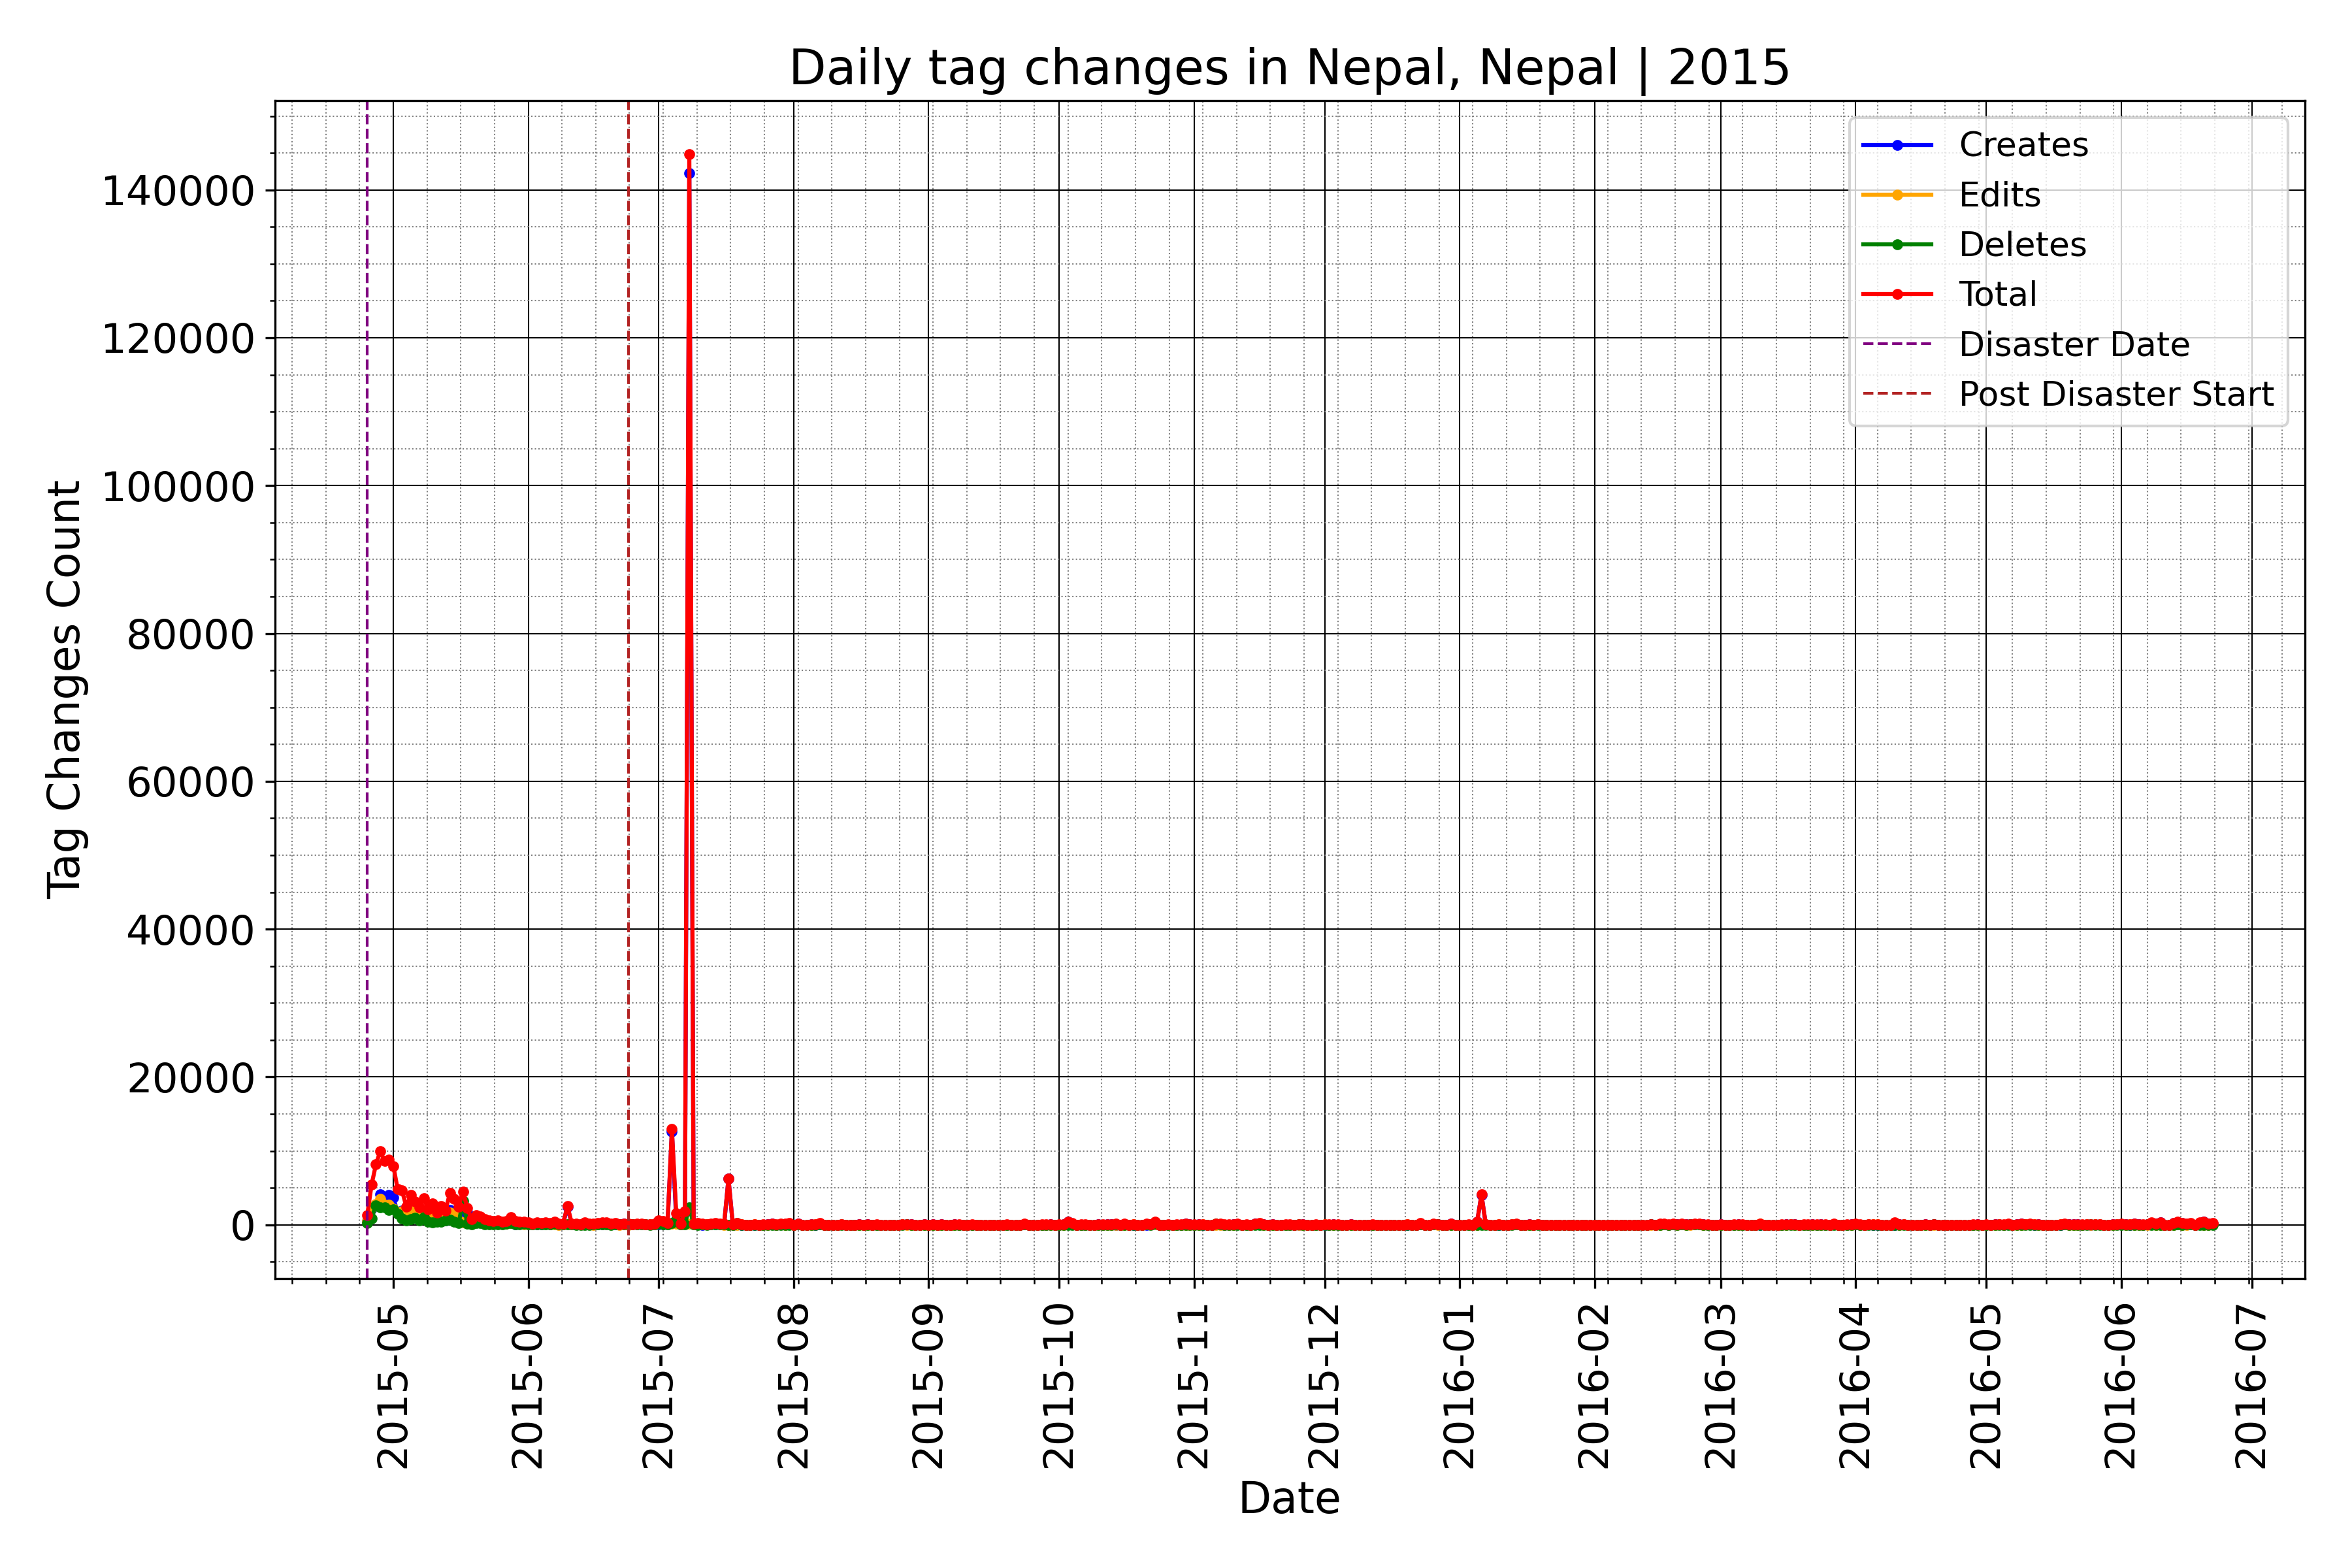 Daily tag changes in Nepal, Nepal | 2015
Creates
Edits
Deletes
Total
Disaster Date
Post Disaster Start
Tag Changes Count
140000
120000
100000
80000
60000
40000
20000
0
2015-05
2015-06
2015-07
2015-08
2015-09
2015-10
2015-11
2015-12
2016-01
2016-02
2016-03
2016-04
2016-05
2016-06
2016-07
Date